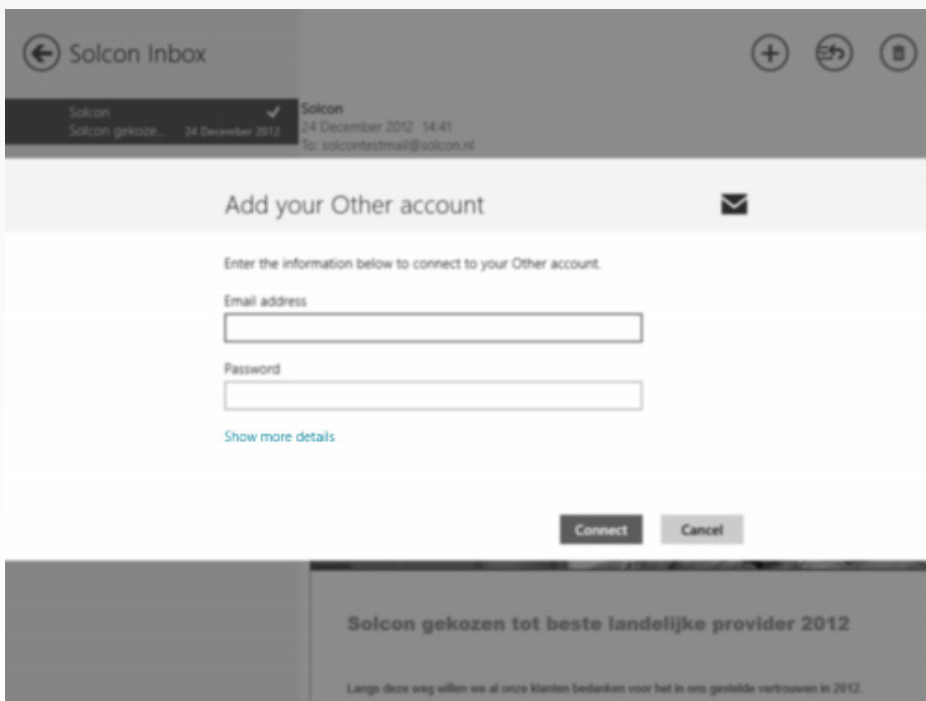 Solcon Inbox
Solcon
Solcon gekoze... 24 December 2012
Solcon
24 December 2012 14:41
To: solcontestmail@solcon.nl
Add your Other account
Enter the information below to connect to your Other account.
Email address
Password
Show more details
Connect Cancel
Solcon gekozen tot beste landelijke provider 2012
Langs deze weg willen we al onze klanten bedanken voor het in ons gestelde vertrouwen in 2012.